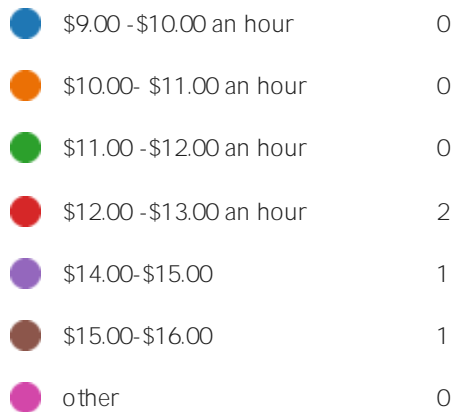 $9.00 -$10.00 an hour 0
$10.00- $11.00 an hour 0
$11.00 -$12.00 an hour 0
$12.00 -$13.00 an hour 2
$14.00-$15.00 1
$15.00-$16.00 1
other 0